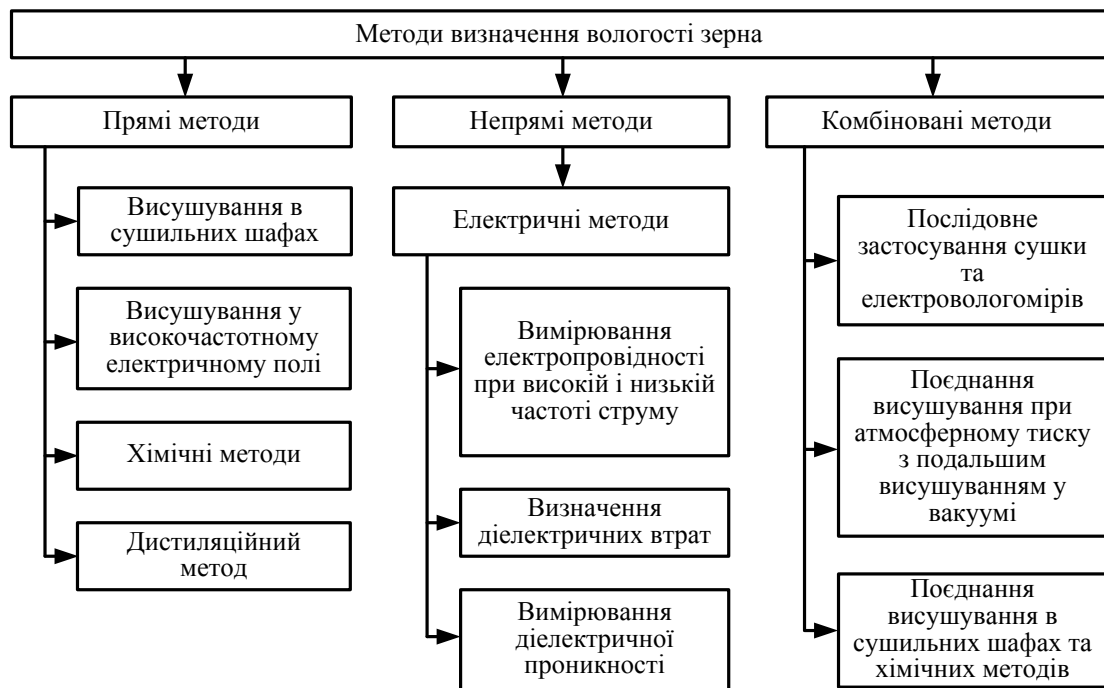 Методи визначення вологості зерна
Прямі методи
Висушування в
сушильних шафах
Висушування у
високочастотному
електричному полі
Хімічні методи
Дистиляційний
метод
Непрямі методи
Електричні методи
Вимірювання
електропровідності
при високій і низькій
частоті струму
Визначення
діелектричних втрат
Вимірювання
діелектричної
проникності
Комбіновані методи
Послідовне
застосування сушки
та
електровологомірів
Поєднання
висушування при
атмосферному тиску
з подальшим
висушуванням у
вакуумі
Поєднання
висушування в
сушильних шафах та
хімічних методів